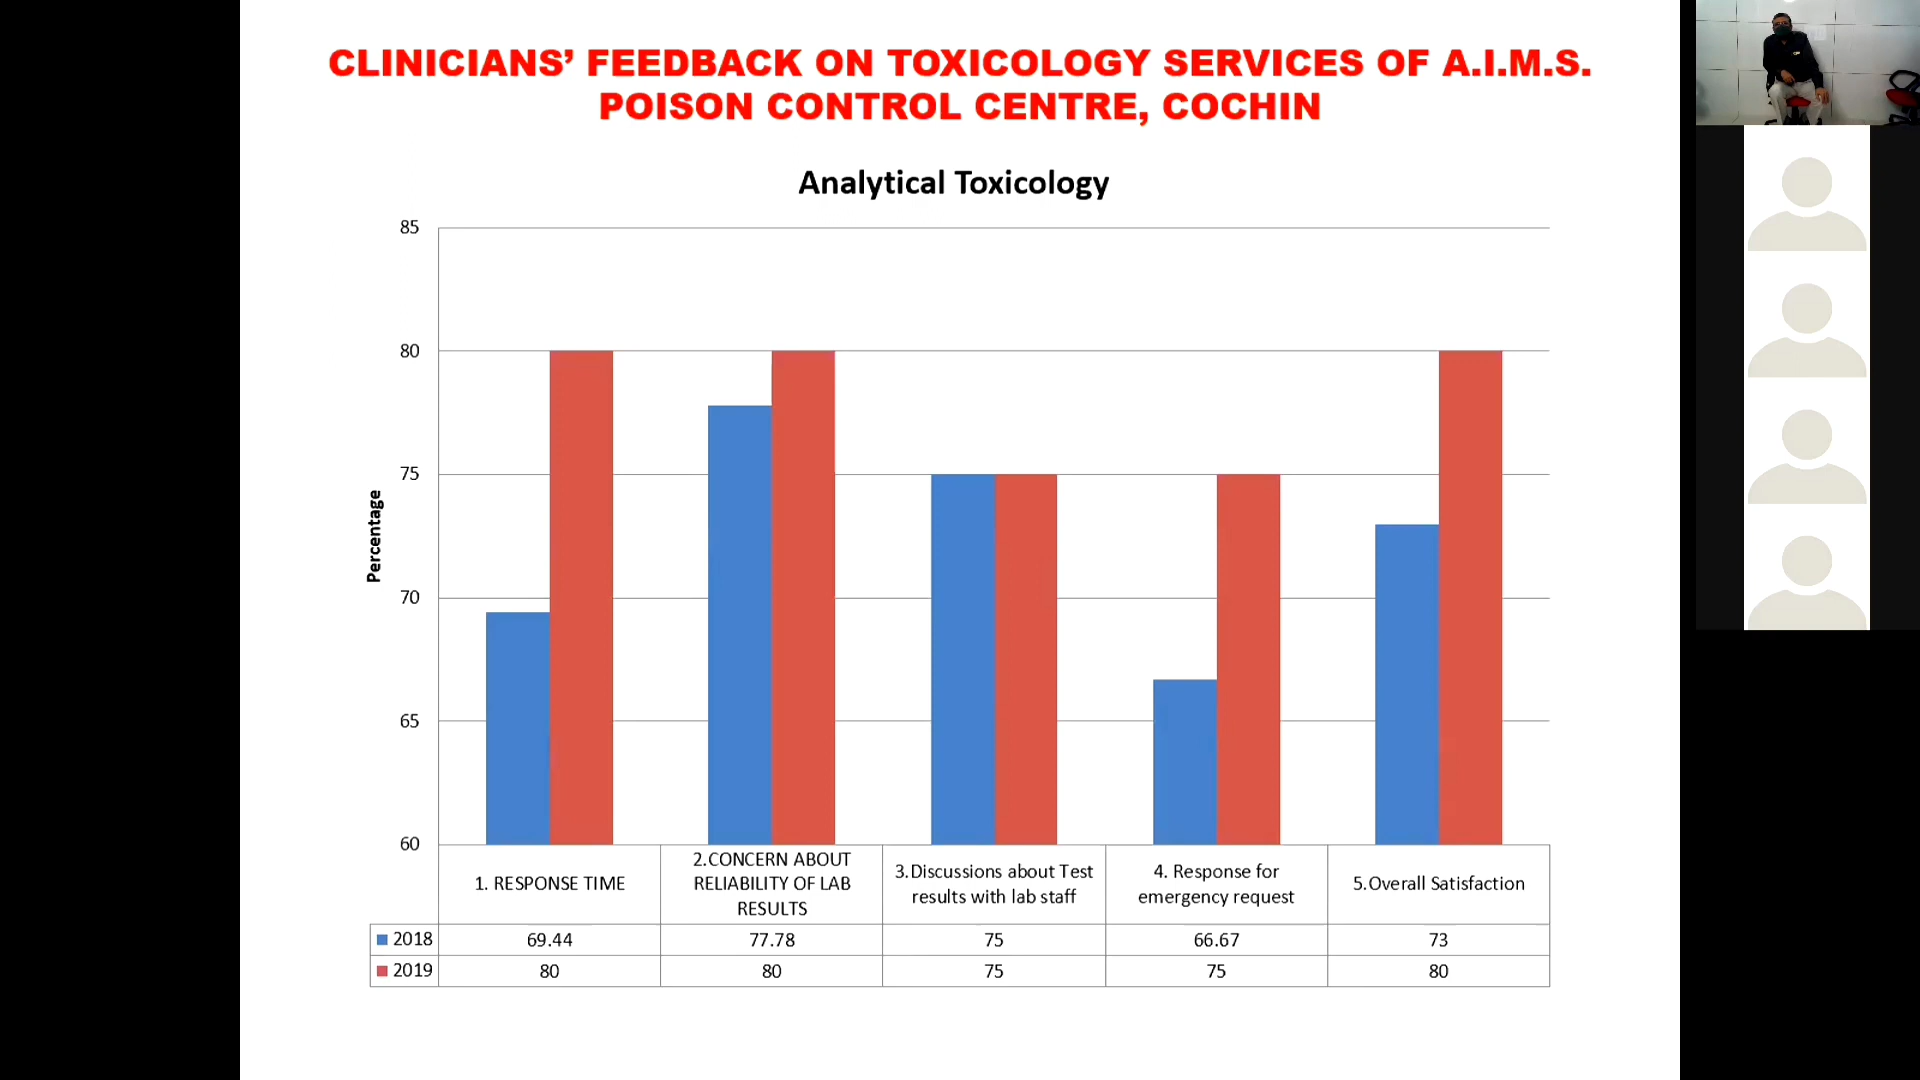 CLINICIANS’ FEEDBACK ON TOXICOLOGY SERVICES OF A.I.M.S.
POISON CONTROL CENTRE, COCHIN
Analytical Toxicology
85
80
75
70
65
60
Percentage
1. RESPONSE TIME
2.CONCERN ABOUT
RELIABILITY OF LAB
RESULTS
3.Discussions about Test
results with lab staff
4. Response for
emergency request
5.Overall Satisfaction
2018 69.44 77.78 75 66.67 73
2019 80 80 75 75 80